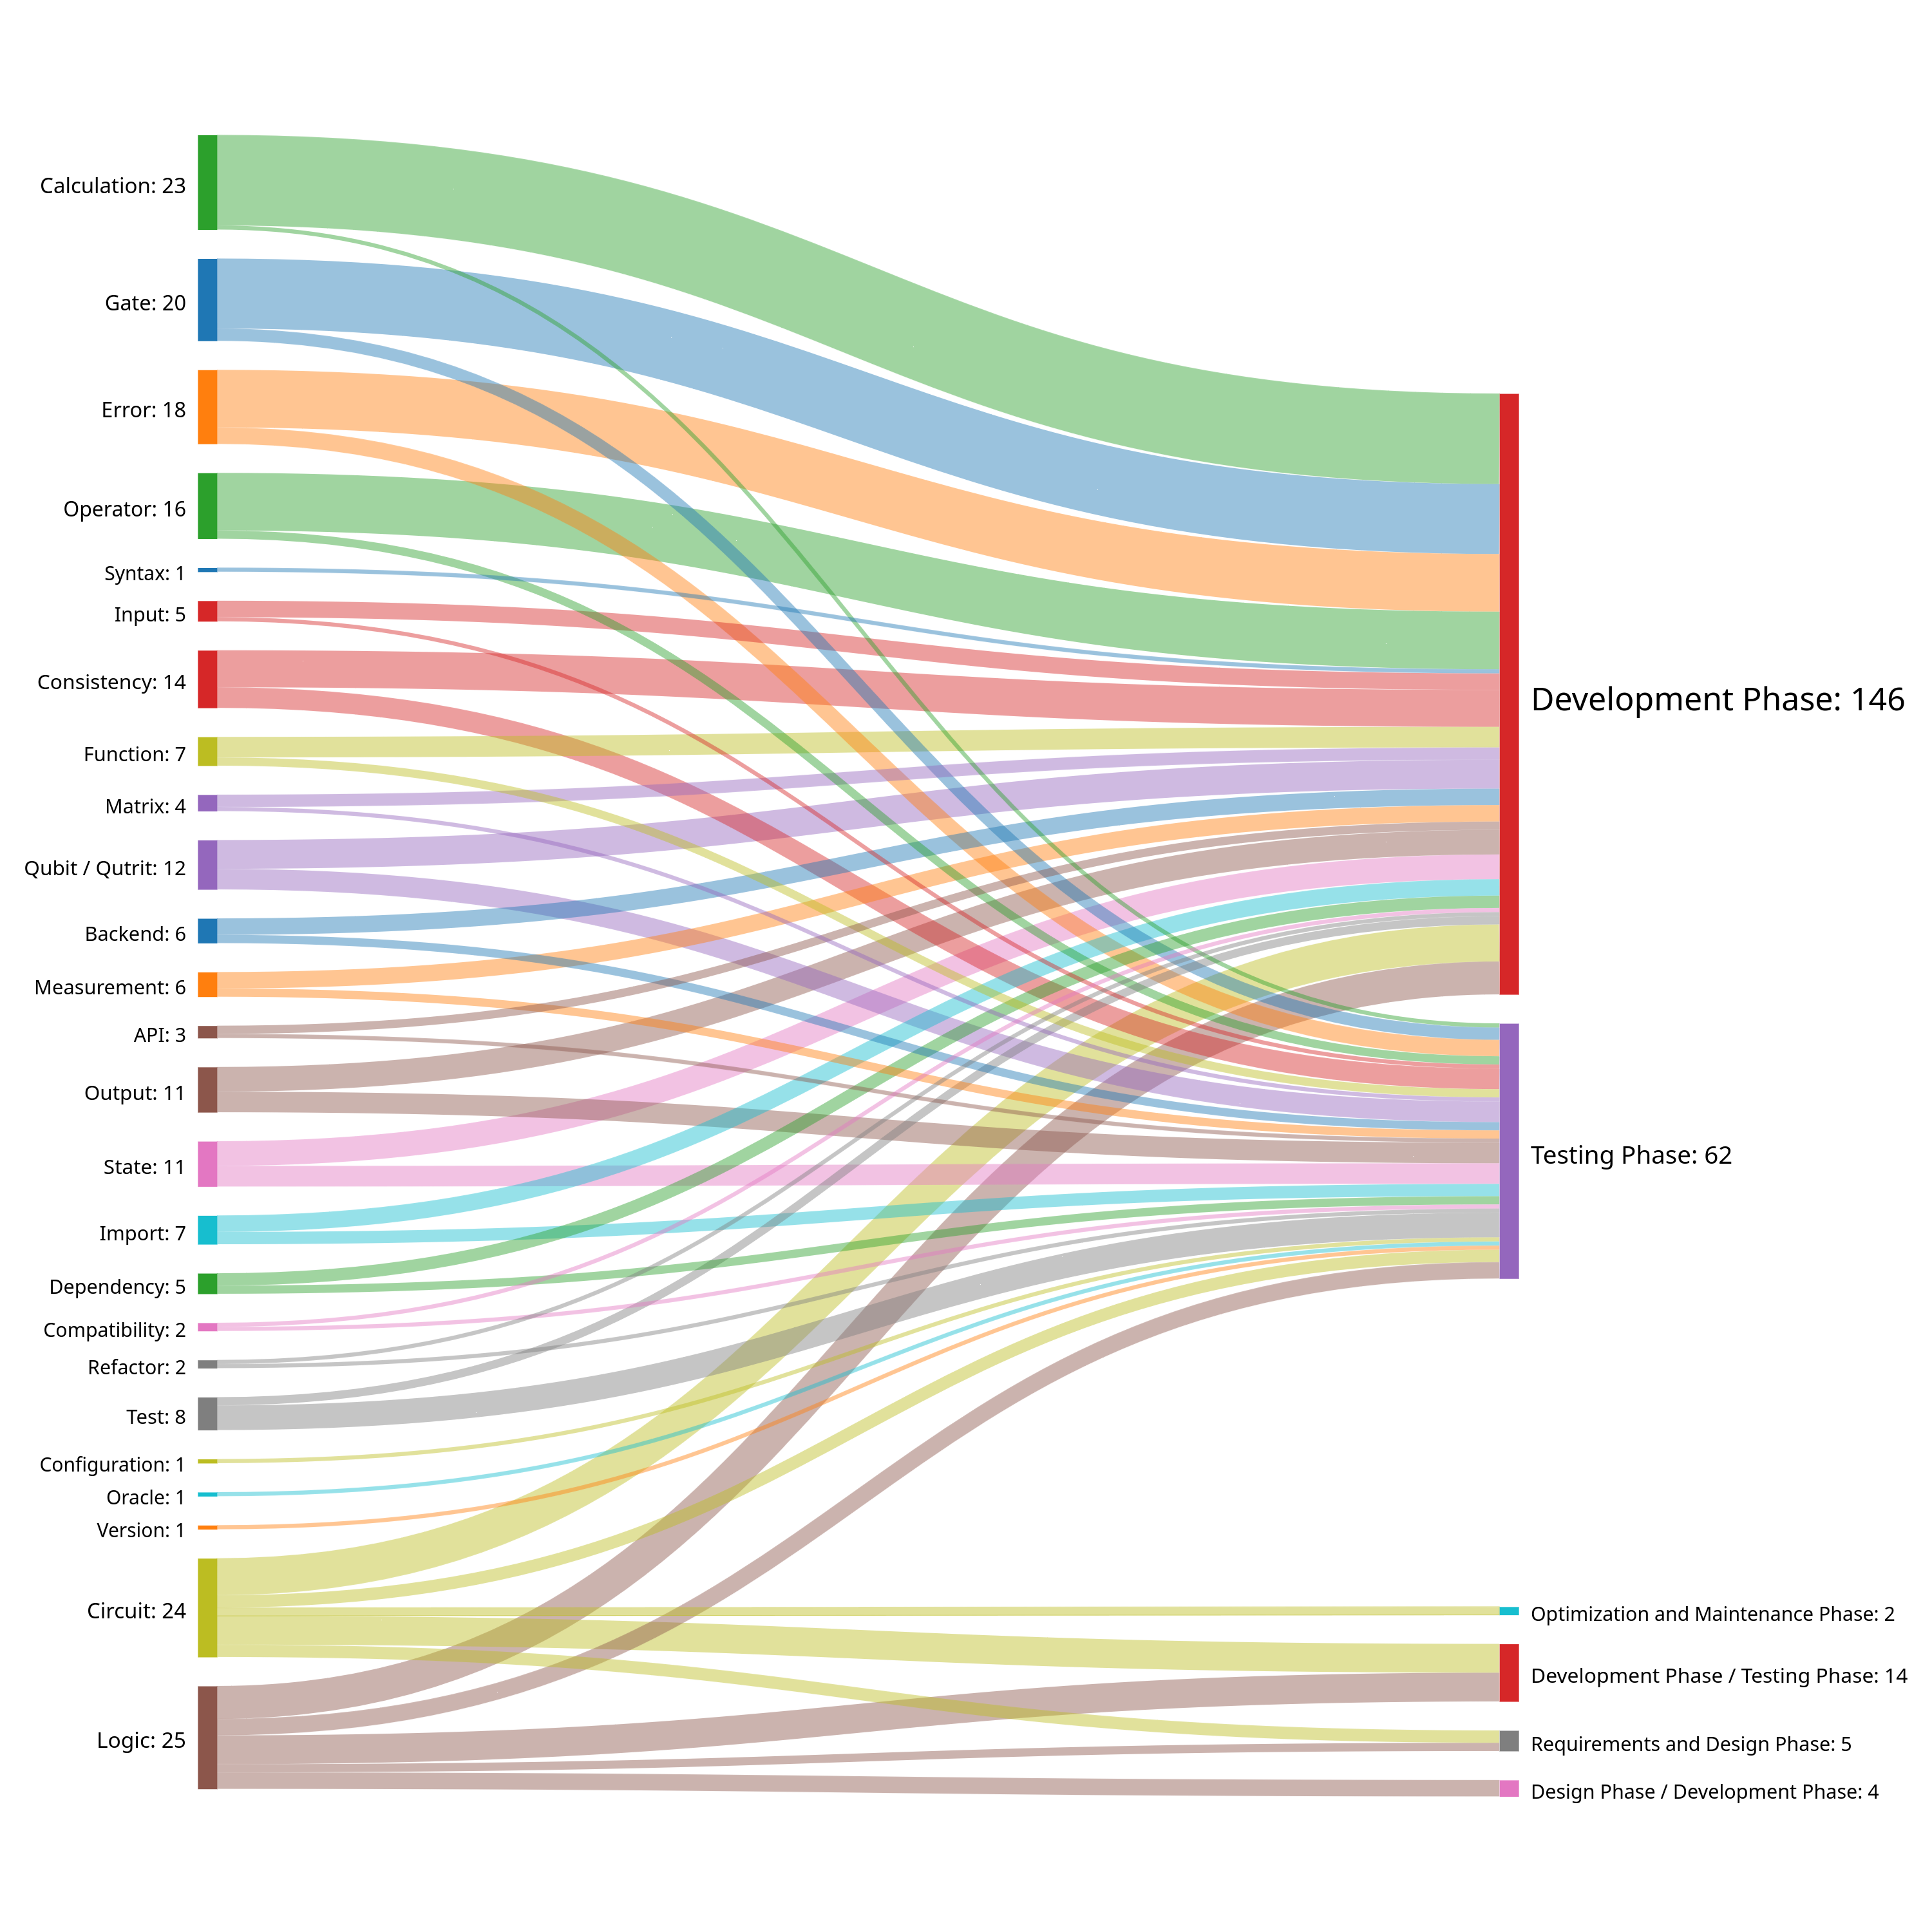 Calculation: 23
Gate: 20
Error: 18
Operator: 16
Syntax: 1
Input: 5
Consistency: 14
Function: 7
Matrix: 4
Qubit / Qutrit: 12
Backend: 6
Measurement: 6
API: 3
Output: 11
State: 11
Import: 7
Dependency: 5
Compatibility: 2
Refactor: 2
Test: 8
Configuration: 1
Oracle: 1
Version: 1
Circuit: 24
Logic: 25
Development Phase: 146
Testing Phase: 62
Optimization and Maintenance Phase: 2
Development Phase / Testing Phase: 14
Requirements and Design Phase: 5
Design Phase / Development Phase: 4